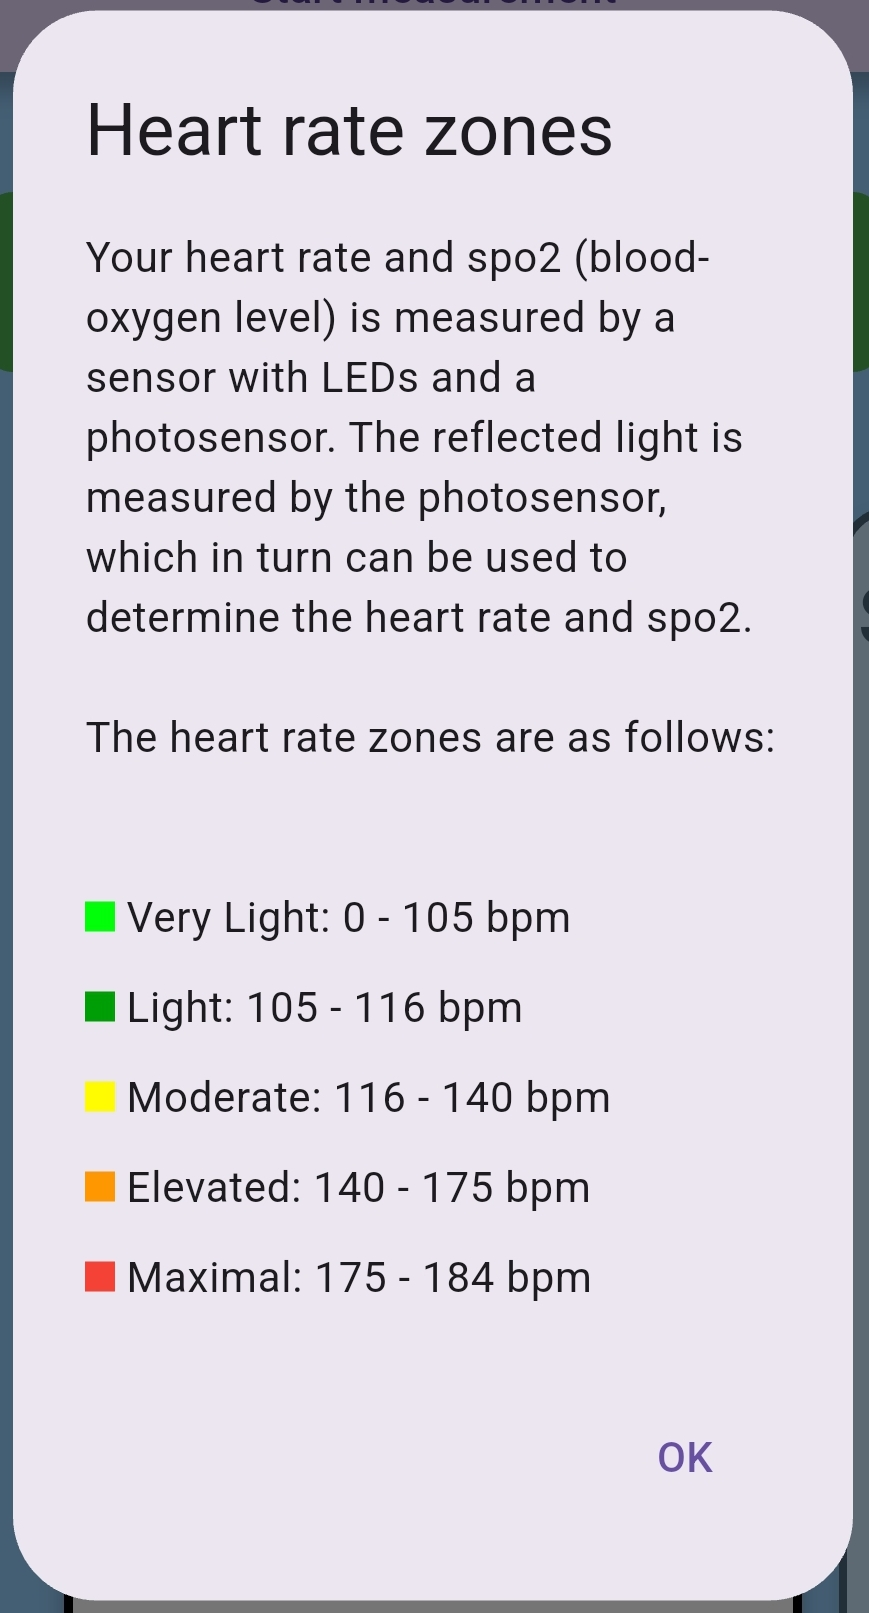 Start measurement
Heart rate zones
Your heart rate and spo2 (blood-
oxygen level) is measured by a
sensor with LEDs and a
photosensor. The reflected light is
measured by the photosensor,
which in turn can be used to
determine the heart rate and spo2.
The heart rate zones are as follows:
Very Light: 0 - 105 bpm
Light: 105 - 116 bpm
Moderate: 116 - 140 bpm
Elevated: 140 - 175 bpm
Maximal: 175 - 184 bpm
OK